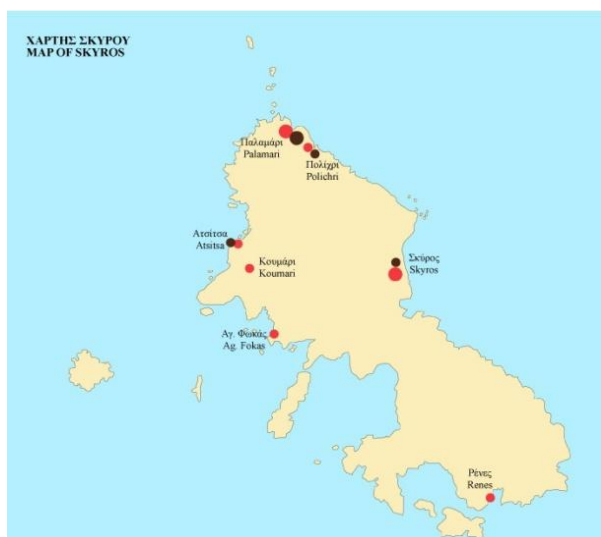 ΧΑΡΤΗΣ ΣΚΥΡΟΥ
MAP OF SKYROS
Παλαμάρι
Palamari
Πολίχρι
Polichri
Ατσίτσα
Atsitsa
Κουμάρι
Koumari
Σκύρος
Skyros
Αγ. Φωκάς
Ag. Fokas
Ρένες
Renes